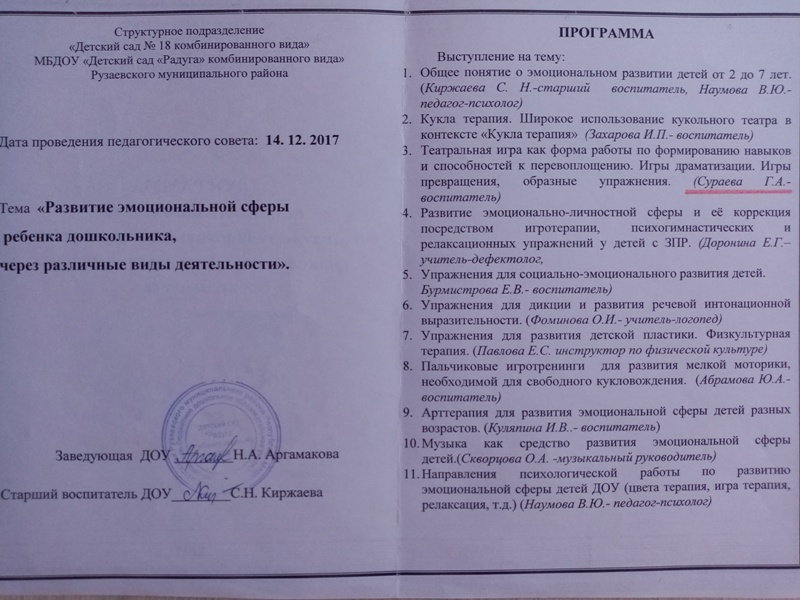 Структурное подразделение
«Детский сад № 18 комбинированного вида»
МБДОУ «Детский сад «Радуга» комбинированного вида»
Рузаевского муниципального района
Дата проведения педагогического совета: 14. 12. 2017
Тема «Развитие эмоциональной сферы
ребенка дошкольника,
через различные виды деятельности».
Заведующая ДОУ Н.А. Аргамакова
Старший воспитатель ДОУ С.Н. Киржаева
ПРОГРАММА
Выступление на тему:
1. Общее понятие о эмоциональном развитии детей от 2 до 7 лет.
(Киржаева С. Н.-старший воспитатель, Наумова В.Ю.-
педагог-психолог)
2. Кукла терапия. Широкое использование кукольного театра в
контексте «Кукла терапия» (Захарова И.П.- воспитатель)
3. Театральная игра как форма работы по формированию навыков
и способностей к перевоплощению. Игры драматизации. Игры
превращения, образные упражнения. (Сураева Г.А.-
воспитатель)
4. Развитие эмоционально-личностной сферы и её коррекция
посредством игротерапии, психогимнастических и
релаксационных упражнений у детей с ЗПР. (Доронина Е.Г.–
учитель-дефектолог,
5. Упражнения для социально-эмоционального развития детей.
Бурмистрова Е.В.- воспитатель)
6. Упражнения для дикции и развития речевой интонационной
выразительности. (Фоминова О.И.- учитель-логопед)
7. Упражнения для развития детской пластики. Физкультурная
терапия. (Павлова Е.С. инструктор по физической культуре)
8. Пальчиковые игротренинги для развития мелкой моторики,
необходимой для свободного кукловождения. (Абрамова Ю.А.-
воспитатель)
9. Арттерапия для развития эмоциональной сферы детей разных
возрастов. (Куляпина И.В..- воспитатель)
10. Музыка как средство развития эмоциональной сферы
детей.(Скворцова О.А. -музыкальный руководитель)
11. Направления психологической работы по развитию
эмоциональной сферы детей ДОУ (цвета терапия, игра терапия,
релаксация, т.д.) (Наумова В.Ю.- педагог-психолог)